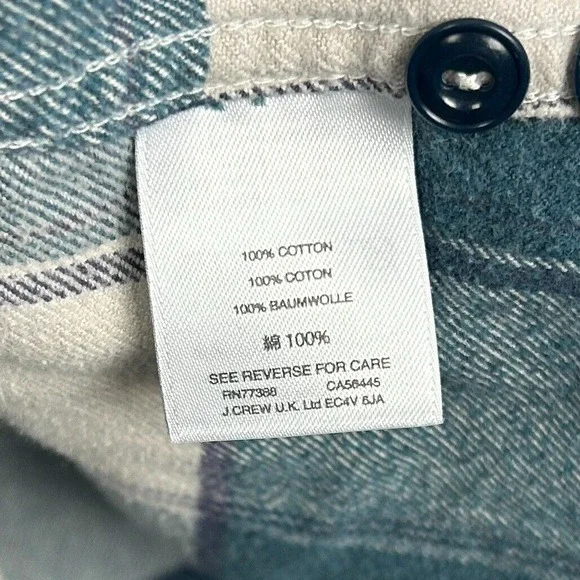 100% COTTON
100% COTON
100% BAUMWOLLE
綿 100%
SEE REVERSE FOR CARE
RN77388 CA56445
J.CREW U.K. Ltd EC4V 6JA